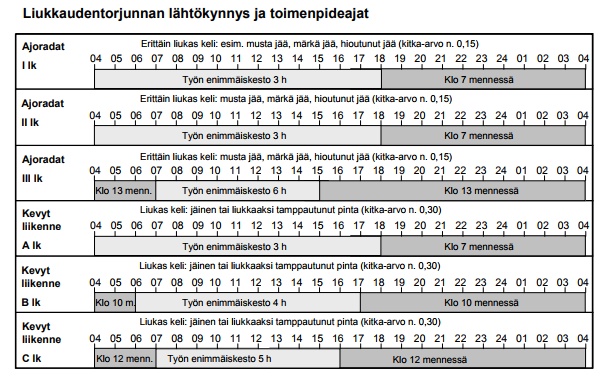 Liukkaudentorjunnan lähtökynnys ja toimenpideajat
Ajoradat
I lk
Erittäin liukas keli: esim. musta jää, märkä jää, hioutunut jää (kitka-arvo n. 0,15)
04 05 06 07 08 09 10 11 12 13 14 15 16 17 18 19 20 21 22 23 24 01 02 03 04
Työn enimmäiskesto 3 h
Klo 7 mennessä
Ajoradat
II lk
Erittäin liukas keli: musta jää, märkä jää, hioutunut jää (kitka-arvo n. 0,15)
04 05 06 07 08 09 10 11 12 13 14 15 16 17 18 19 20 21 22 23 24 01 02 03 04
Työn enimmäiskesto 3 h
Klo 7 mennessä
Ajoradat
III lk
Erittäin liukas keli: musta jää, märkä jää, hioutunut jää (kitka-arvo n. 0,15)
04 05 06 07 08 09 10 11 12 13 14 15 16 17 18 19 20 21 22 23 24 01 02 03 04
Klo 13 menn.
Työn enimmäiskesto 6 h
Klo 13 mennessä
Kevyt
liikenne
A lk
Liukas keli: jäinen tai liukkaaksi tamppautunut pinta (kitka-arvo n. 0,30)
04 05 06 07 08 09 10 11 12 13 14 15 16 17 18 19 20 21 22 23 24 01 02 03 04
Työn enimmäiskesto 3 h
Klo 7 mennessä
Kevyt
liikenne
B lk
Liukas keli: jäinen tai liukkaaksi tamppautunut pinta (kitka-arvo n. 0,30)
04 05 06 07 08 09 10 11 12 13 14 15 16 17 18 19 20 21 22 23 24 01 02 03 04
Klo 10 m.
Työn enimmäiskesto 4 h
Klo 10 mennessä
Kevyt
liikenne
C lk
Liukas keli: jäinen tai liukkaaksi tamppautunut pinta (kitka-arvo n. 0,30)
04 05 06 07 08 09 10 11 12 13 14 15 16 17 18 19 20 21 22 23 24 01 02 03 04
Klo 12 menn.
Työn enimmäiskesto 5 h
Klo 12 mennessä